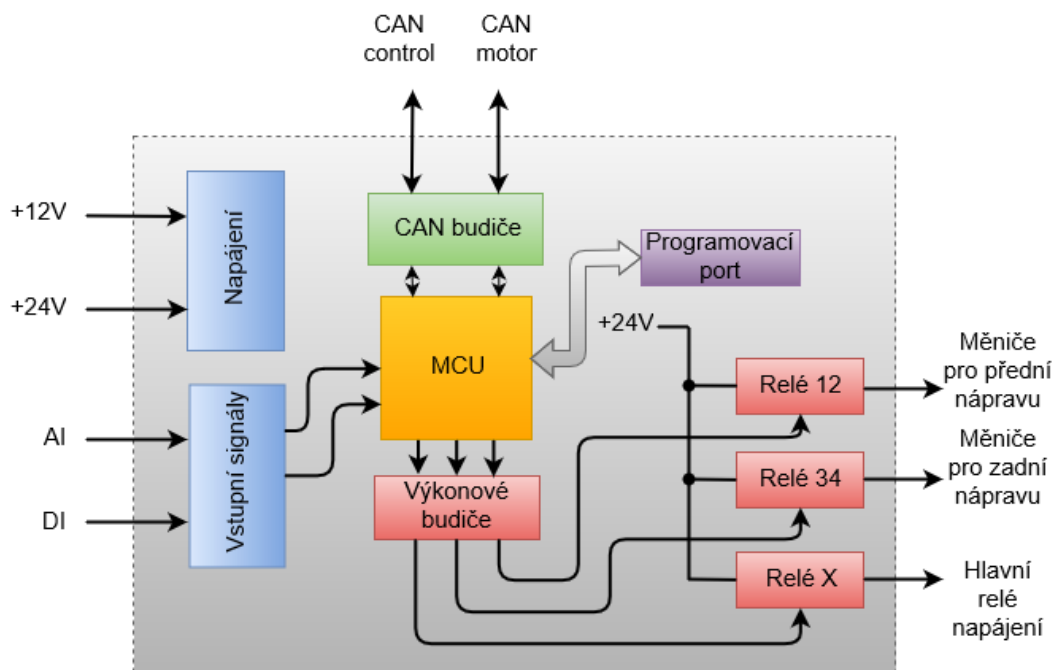 CAN
control
CAN
motor
+12V
+24V
Napájení
CAN budiče
Programovací
port
+24V
MCU
AI
DI
Vstupní signály
Výkonové
budiče
Relé 12
Měniče
pro přední
nápravu
Relé 34
Měniče
pro zadní
nápravu
Relé X
Hlavní
relé
napájení